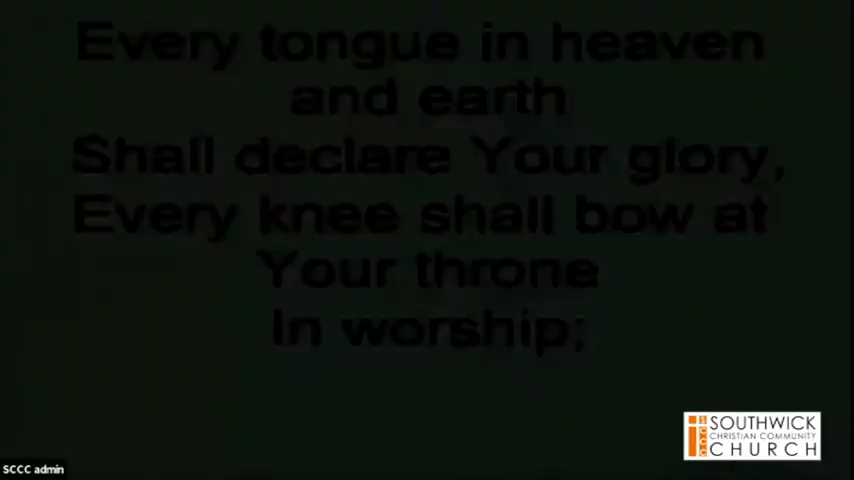 Every tongue in heaven
and earth
Shall declare Your glory,
Every knee shall bow at
Your throne
In worship;
SOUTHWICK
CHRISTIAN COMMUNITY
CHURCH
SCCC admin